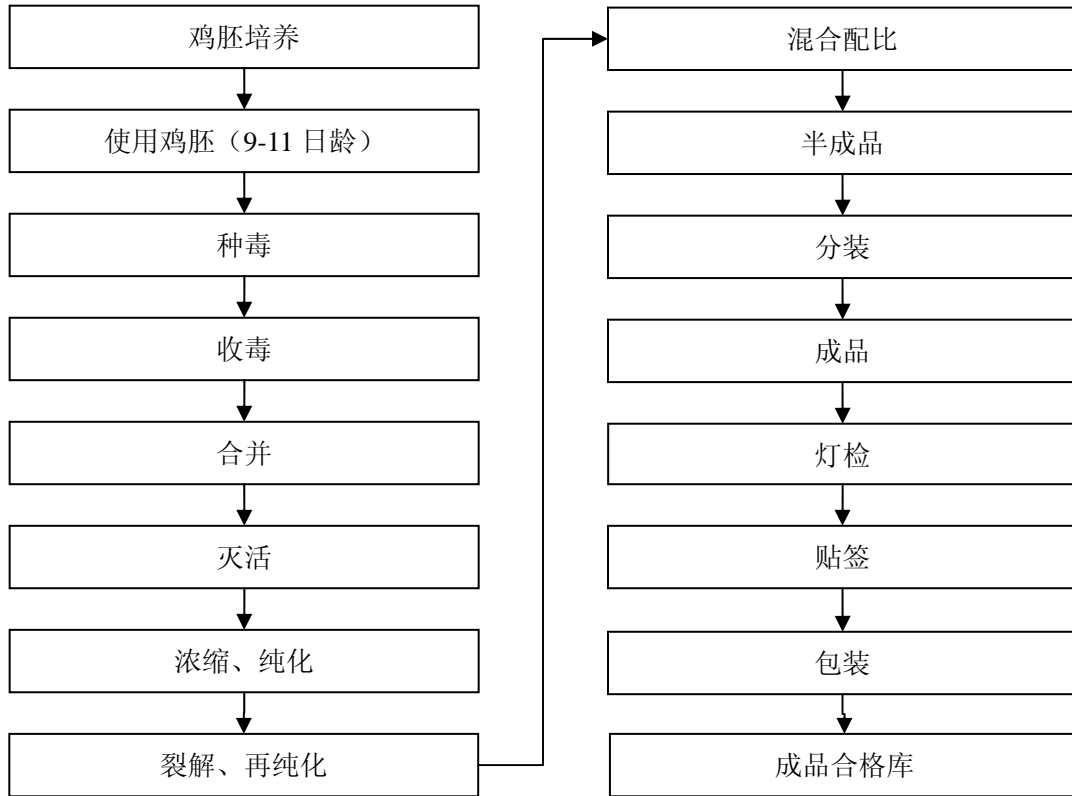 鸡胚培养
使用鸡胚（9-11 日龄）
种毒
收毒
合并
灭活
浓缩、纯化
裂解、再纯化
混合配比
半成品
分装
成品
灯检
贴签
包装
成品合格库